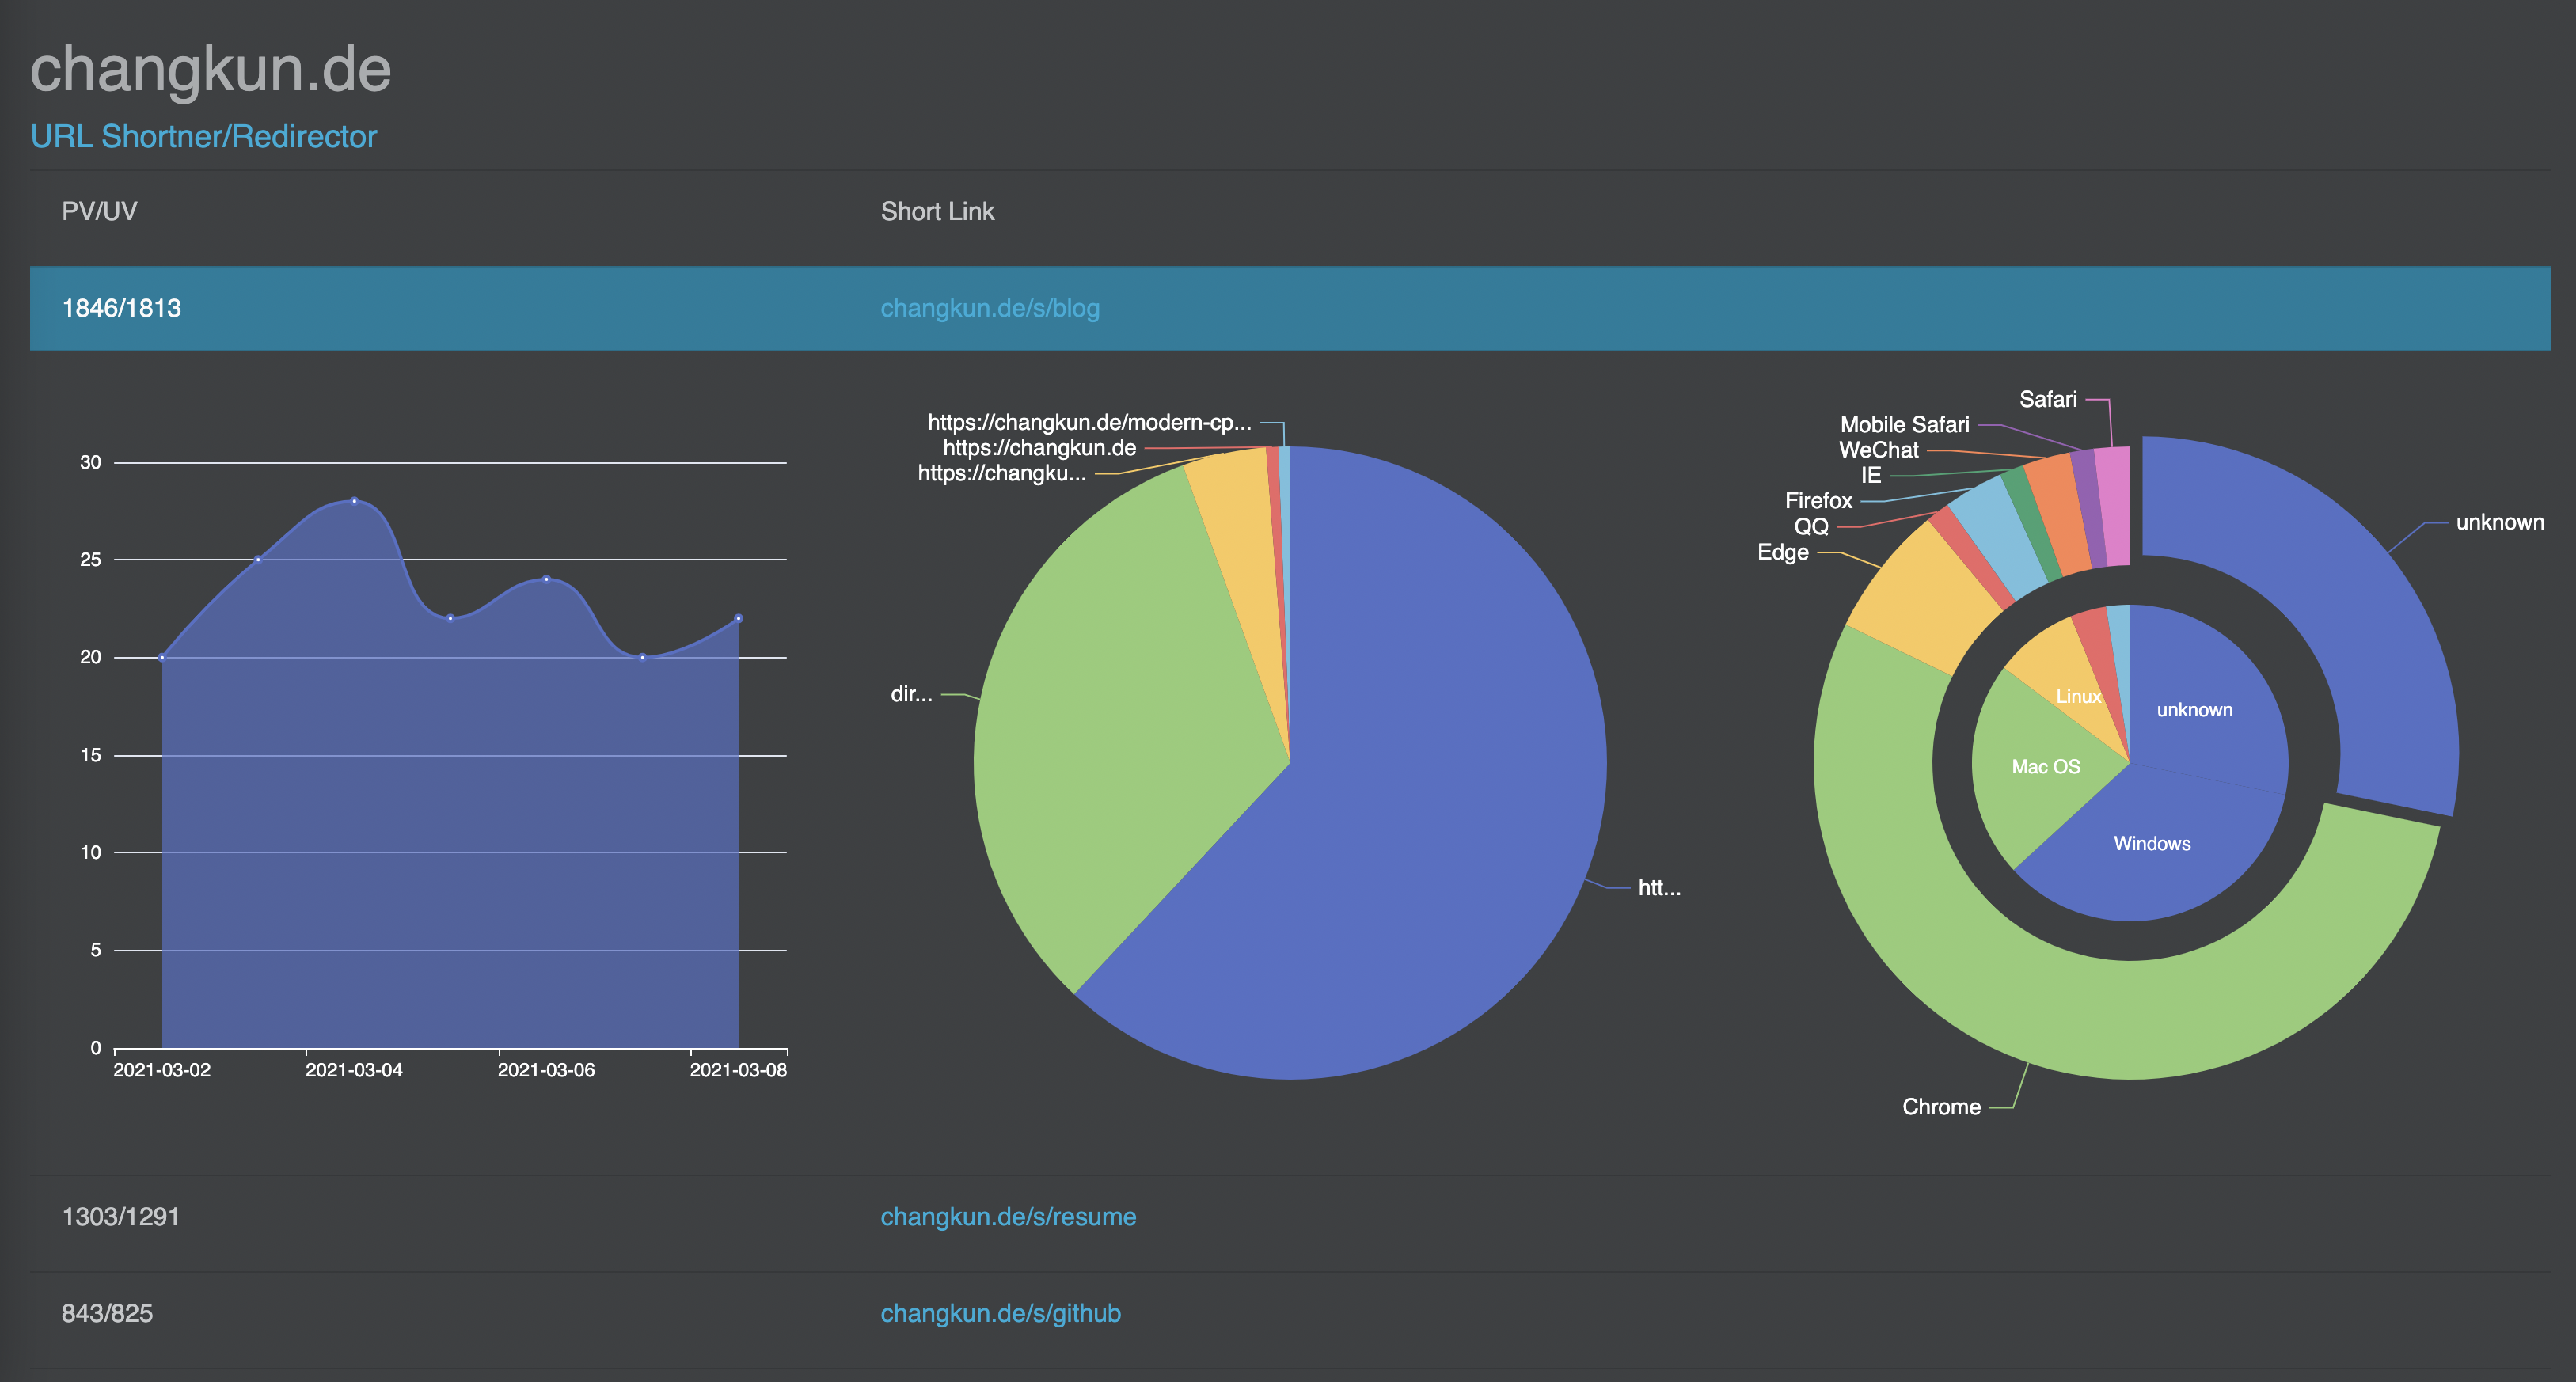 changkun.de
URL Shortner/Redirector
PV/UV
Short Link
1846/1813
changkun.de/s/blog
30
25
20
15
10
5
0
2021-03-02
2021-03-04
2021-03-06
2021-03-08
https://changkun.de/modern-cp...
https://changkun.de
https://changku...
dir...
htt...
Safari
Mobile Safari
WeChat
IE
Firefox
QQ
Edge
unknown
Chrome
Linux
unknown
Mac OS
Windows
1303/1291
changkun.de/s/resume
843/825
changkun.de/s/github